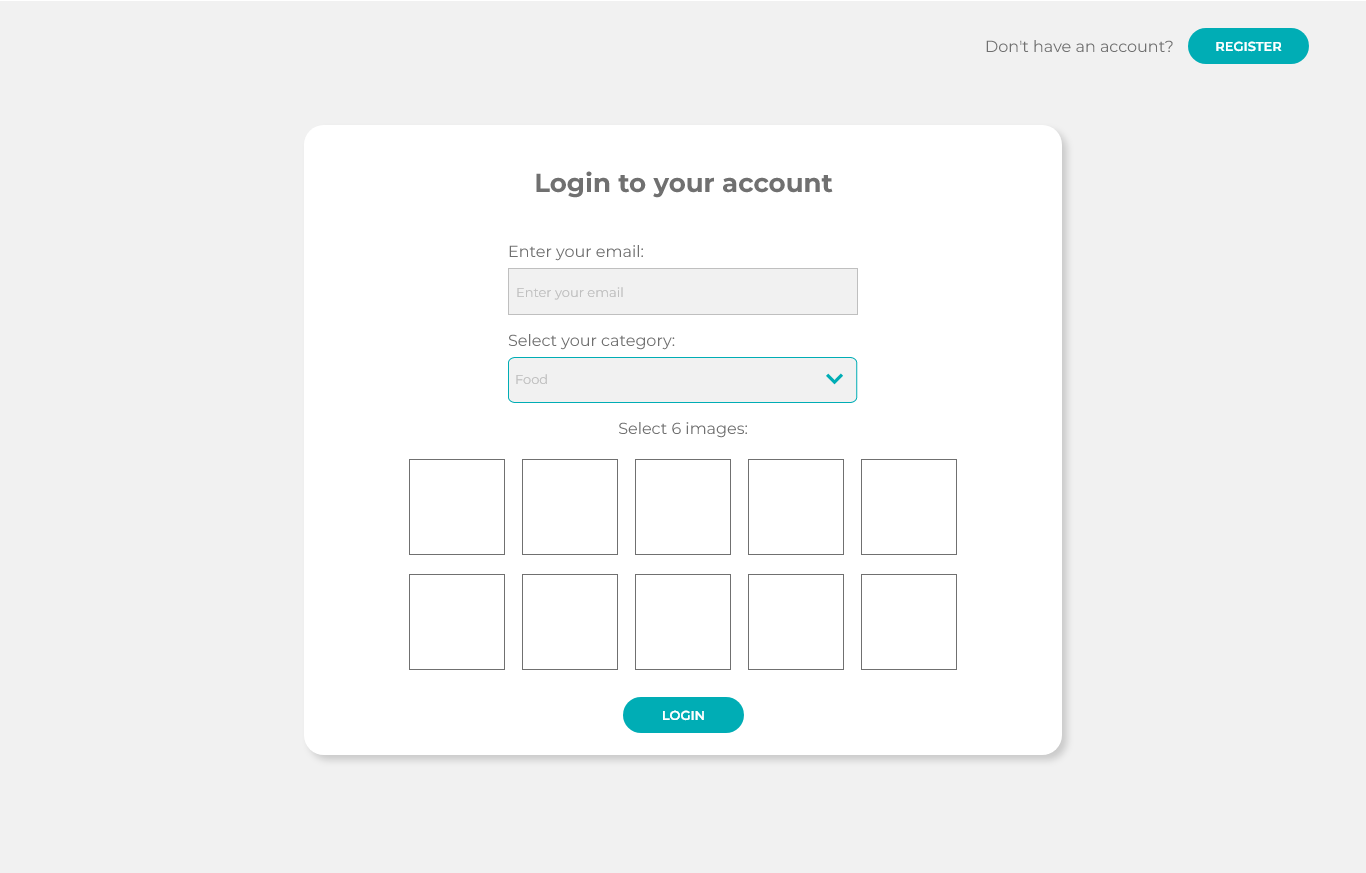 Don't have an account? REGISTER
Login to your account
Enter your email:
Enter your email
Select your category:
Food
Select 6 images:
LOGIN